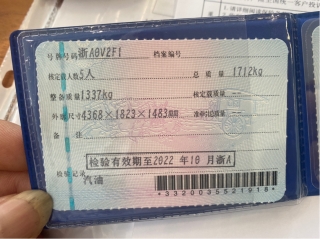 号牌号码 浙A0V2F1 档案编号
核定载人数 5人 总质量 1712kg
整备质量 1337kg 核定载质量 --
外廓尺寸 4368×1823×1483mm 准牵引总质量 --
备注
检验有效期至2022年10月浙A
检验记录
汽油
*3320035521918*